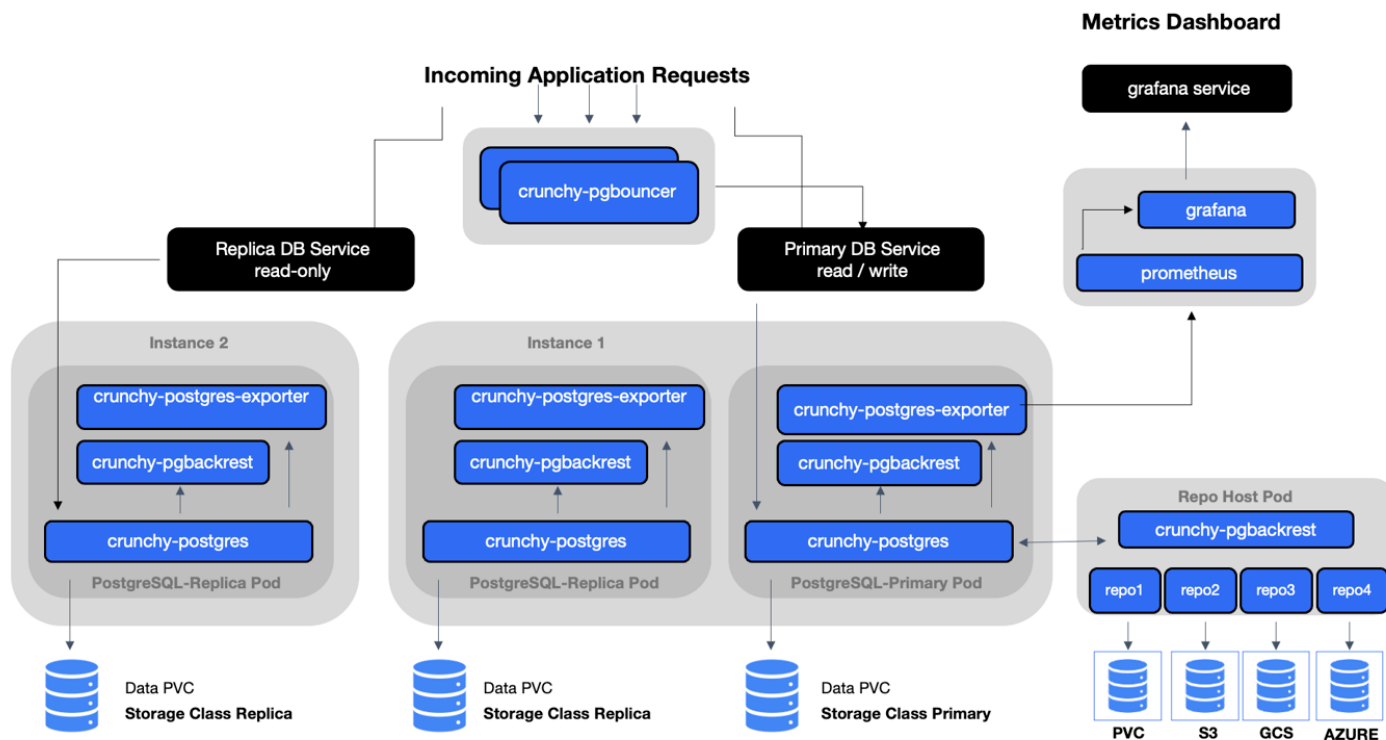 Metrics Dashboard
Incoming Application Requests
grafana service
crunchy-pgbouncer
grafana
prometheus
Replica DB Service
read-only
Primary DB Service
read / write
Instance 2
crunchy-postgres-exporter
crunchy-pgbackrest
crunchy-postgres
PostgreSQL-Replica Pod
Instance 1
crunchy-postgres-exporter
crunchy-pgbackrest
crunchy-postgres
PostgreSQL-Replica Pod
crunchy-postgres-exporter
crunchy-pgbackrest
crunchy-postgres
PostgreSQL-Primary Pod
Repo Host Pod
crunchy-pgbackrest
repo1
repo2
repo3
repo4
Data PVC
Storage Class Replica
Data PVC
Storage Class Replica
Data PVC
Storage Class Primary
PVC
S3
GCS
AZURE